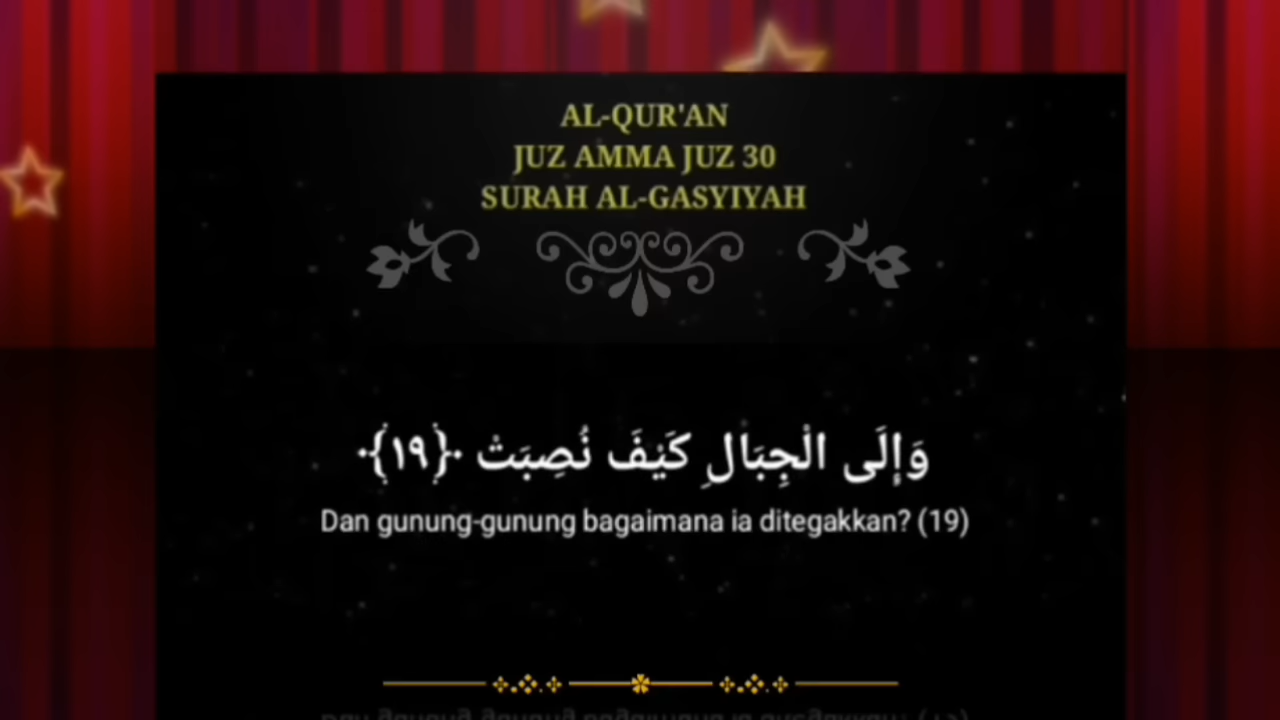 AL-QUR'AN
JUZ AMMA JUZ 30
SURAH AL-GASYIYAH
وَإِلَى الْجِبَالِ كَيْفَ نُصِبَتْ ﴿١٩﴾
Dan gunung-gunung bagaimana ia ditegakkan? (19)